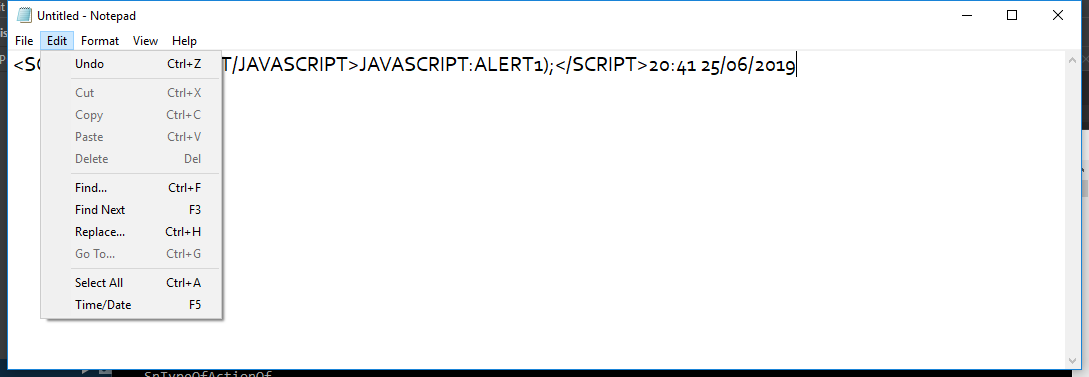 Untitled - Notepad
File Edit Format View Help
<SC T/JAVASCRIPT>JAVASCRIPT:ALERT1);</SCRIPT>20:41 25/06/2019
Undo Ctrl+Z
Cut Ctrl+X
Copy Ctrl+C
Paste Ctrl+V
Delete Del
Find... Ctrl+F
Find Next F3
Replace... Ctrl+H
Go To... Ctrl+G
Select All Ctrl+A
Time/Date F5
SnTypeOfActionOf